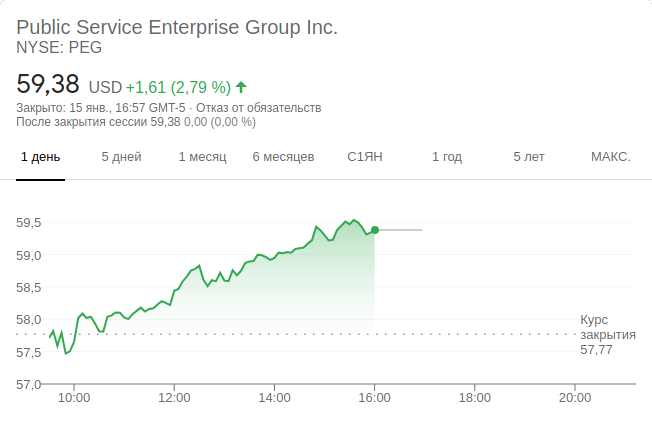 Public Service Enterprise Group Inc.
NYSE: PEG
59,38 USD +1,61 (2,79 %)
Закрыто: 15 янв., 16:57 GMT-5 · Отказ от обязательств
После закрытия сессии 59,38 0,00 (0,00 %)
1 день 5 дней 1 месяц 6 месяцев С1ЯН 1 год 5 лет МАКС.
59,5
59,0
58,5
58,0
57,5
57,0
Курс
закрытия
57,77
10:00 12:00 14:00 16:00 18:00 20:00